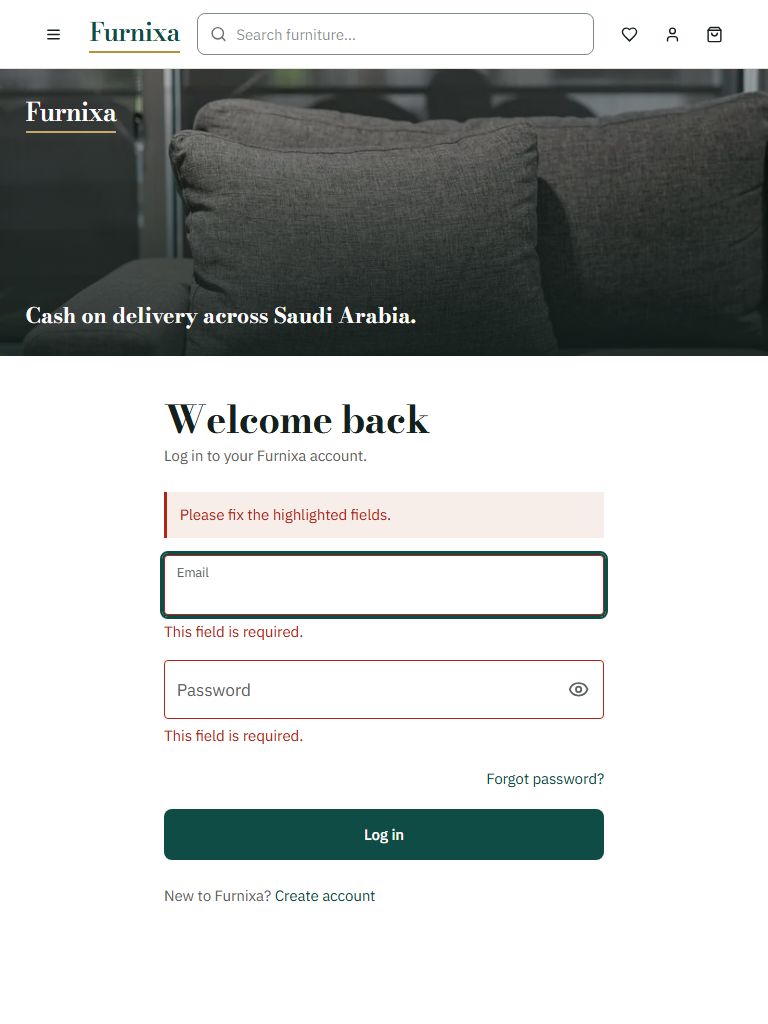 Furnixa
Search furniture...
Furnixa
Cash on delivery across Saudi Arabia.
Welcome back
Log in to your Furnixa account.
Please fix the highlighted fields.
Email
This field is required.
Password
This field is required.
Forgot password?
Log in
New to Furnixa? Create account